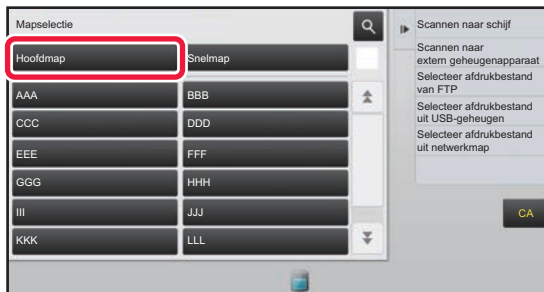 Mapselectie
Hoofdmap
Snelmap
AAA
BBB
CCC
DDD
EEE
FFF
GGG
HHH
III
JJJ
KKK
LLL
Scannen naar schijf
Scannen naar
extern geheugenapparaat
Selecteer afdrukbestand
van FTP
Selecteer afdrukbestand
uit USB-geheugen
Selecteer afdrukbestand
uit netwerkmap
CA